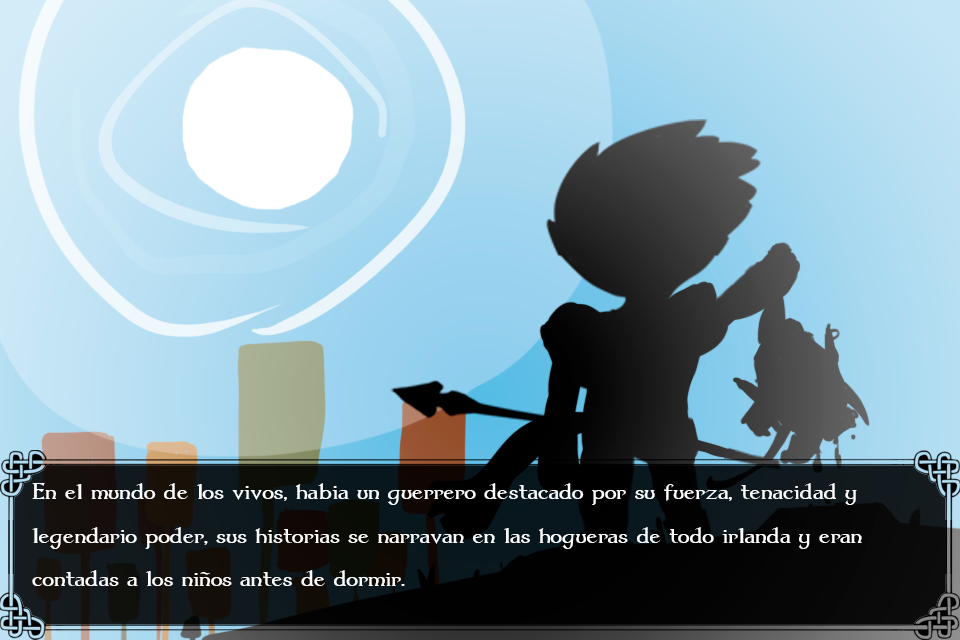 En el mundo de los vivos, habia un guerrero destacado por su fuerza, tenacidad y
legendario poder, sus historias se narravan en las hogueras de todo irlanda y eran
contadas a los niños antes de dormir.